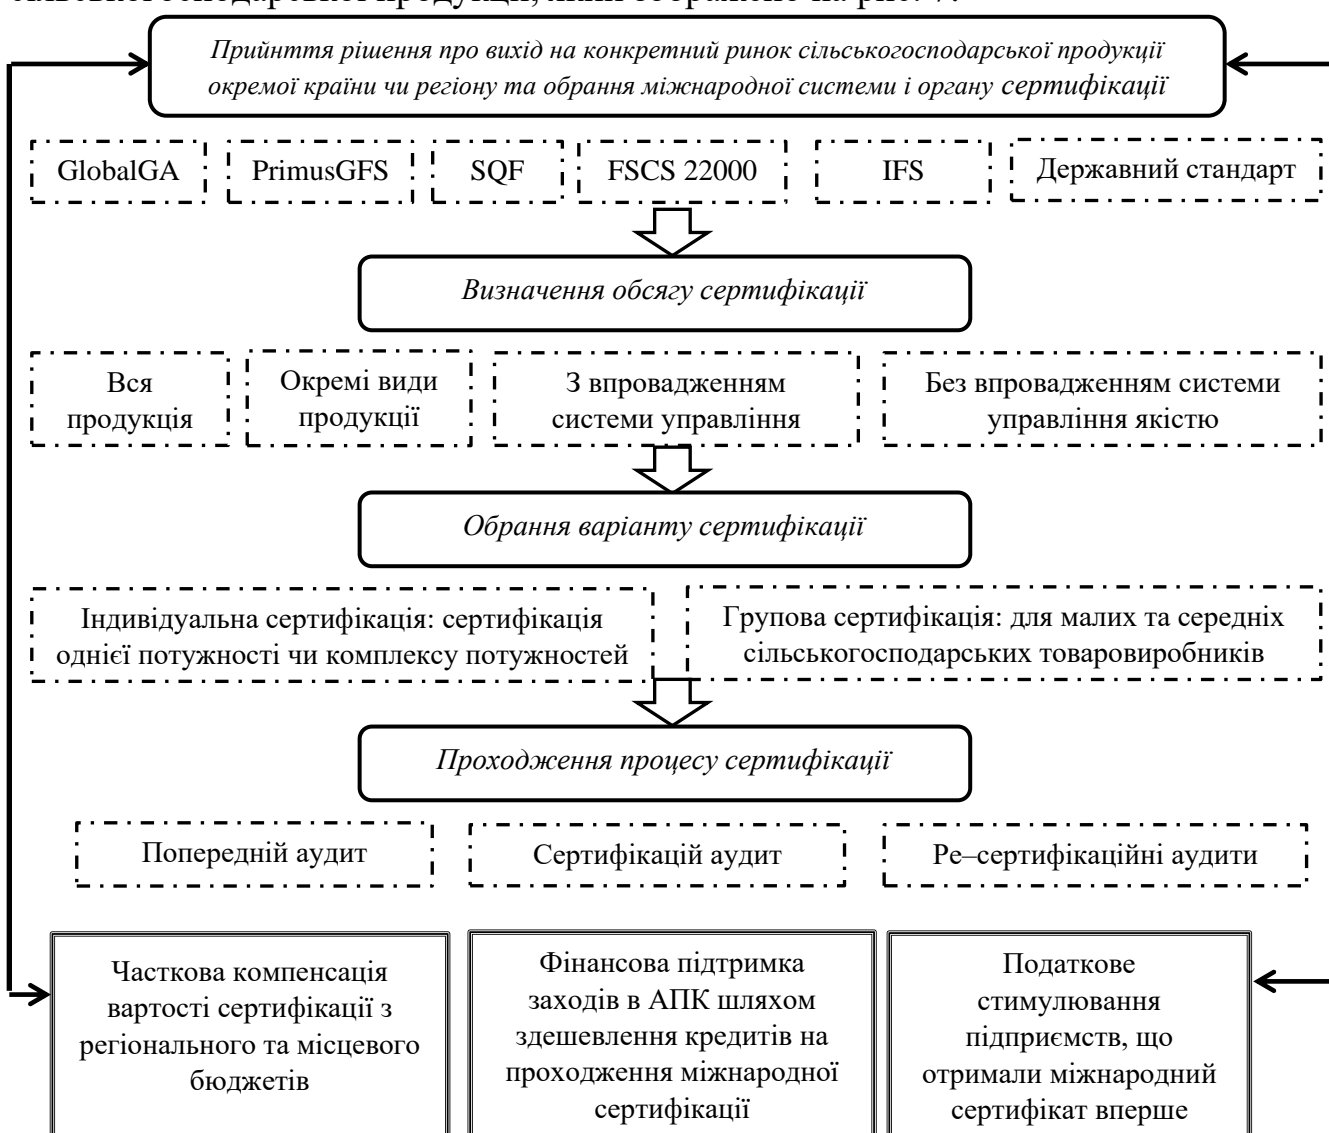 Прийнття рішення про вихід на конкретний ринок сільськогосподарської продукції
окремої країни чи регіону та обрання міжнародної системи і органу сертифікації
GlobalGA
PrimusGFS
SQF
FSCS 22000
IFS
Державний стандарт
Визначення обсягу сертифікації
Вся
продукція
Окремі види
продукції
З впровадженням
системи управління
Без впровадженням системи
управління якістю
Обрання варіанту сертифікації
Індивідуальна сертифікація: сертифікація
однієї потужності чи комплексу потужностей
Групова сертифікація: для малих та середніх
сільськогосподарських товаровиробників
Проходження процесу сертифікації
Попередній аудит
Сертифікацій аудит
Ре–сертифікаційні аудити
Часткова компенсація
вартості сертифікації з
регіонального та місцевого
бюджетів
Фінансова підтримка
заходів в АПК шляхом
здешевлення кредитів на
проходження міжнародної
сертифікації
Податкове
стимулювання
підприємств, що
отримали міжнародний
сертифікат вперше